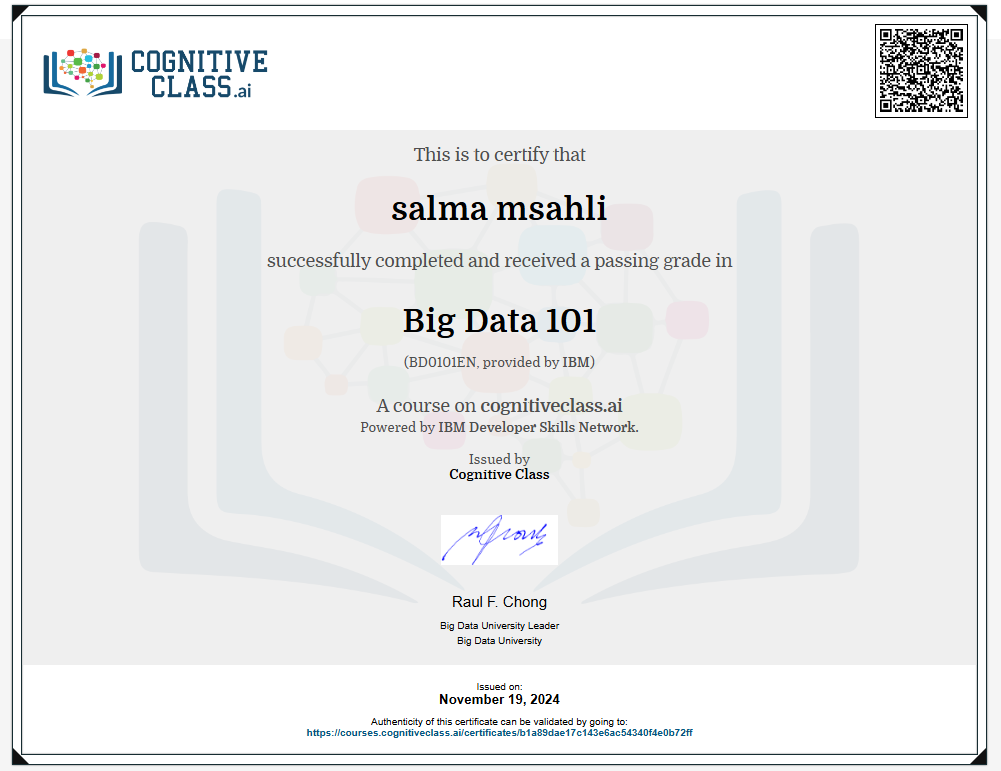 COGNITIVE
CLASS.ai
This is to certify that
salma msahli
successfully completed and received a passing grade in
Big Data 101
(BD0101EN, provided by IBM)
A course on cognitiveclass.ai
Powered by IBM Developer Skills Network.
Issued by
Cognitive Class
Raul F. Chong
Big Data University Leader
Big Data University
Issued on:
November 19, 2024
Authenticity of this certificate can be validated by going to:
https://courses.cognitiveclass.ai/certificates/b1a89dae17c143e6ac54340f4e0b72ff